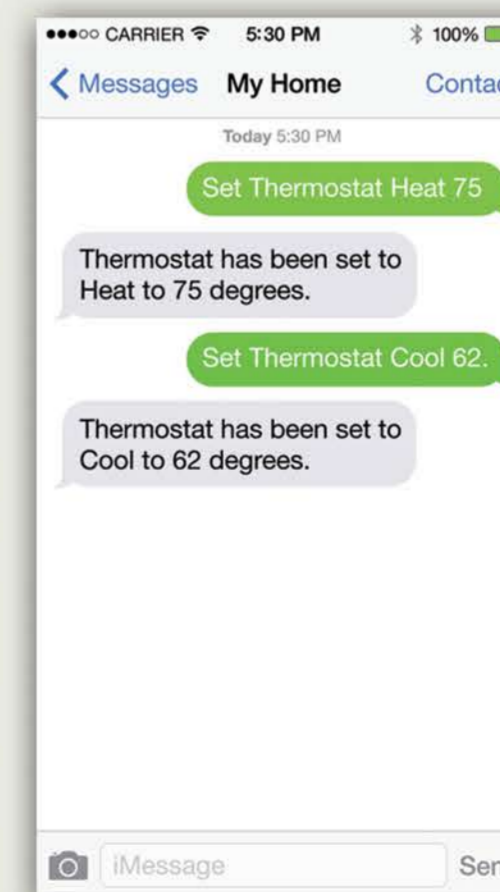 CARRIER 5:30 PM 100%
Messages My Home Contac
Today 5:30 PM
Set Thermostat Heat 75
Thermostat has been set to
Heat to 75 degrees.
Set Thermostat Cool 62.
Thermostat has been set to
Cool to 62 degrees.
iMessage Sen